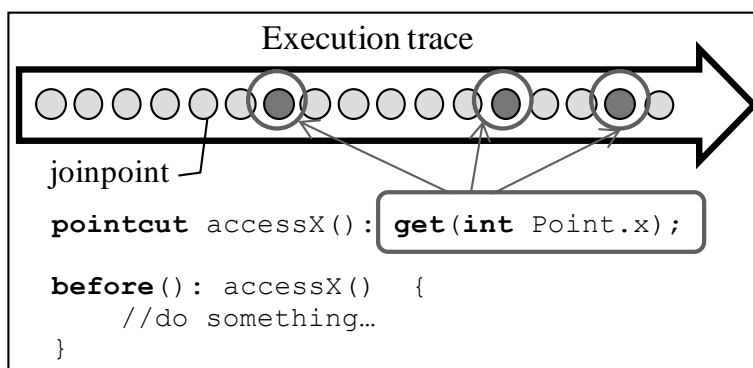 Execution trace
joinpoint
pointcut accessX(): get(int Point.x);
before(): accessX() {
//do something…
}